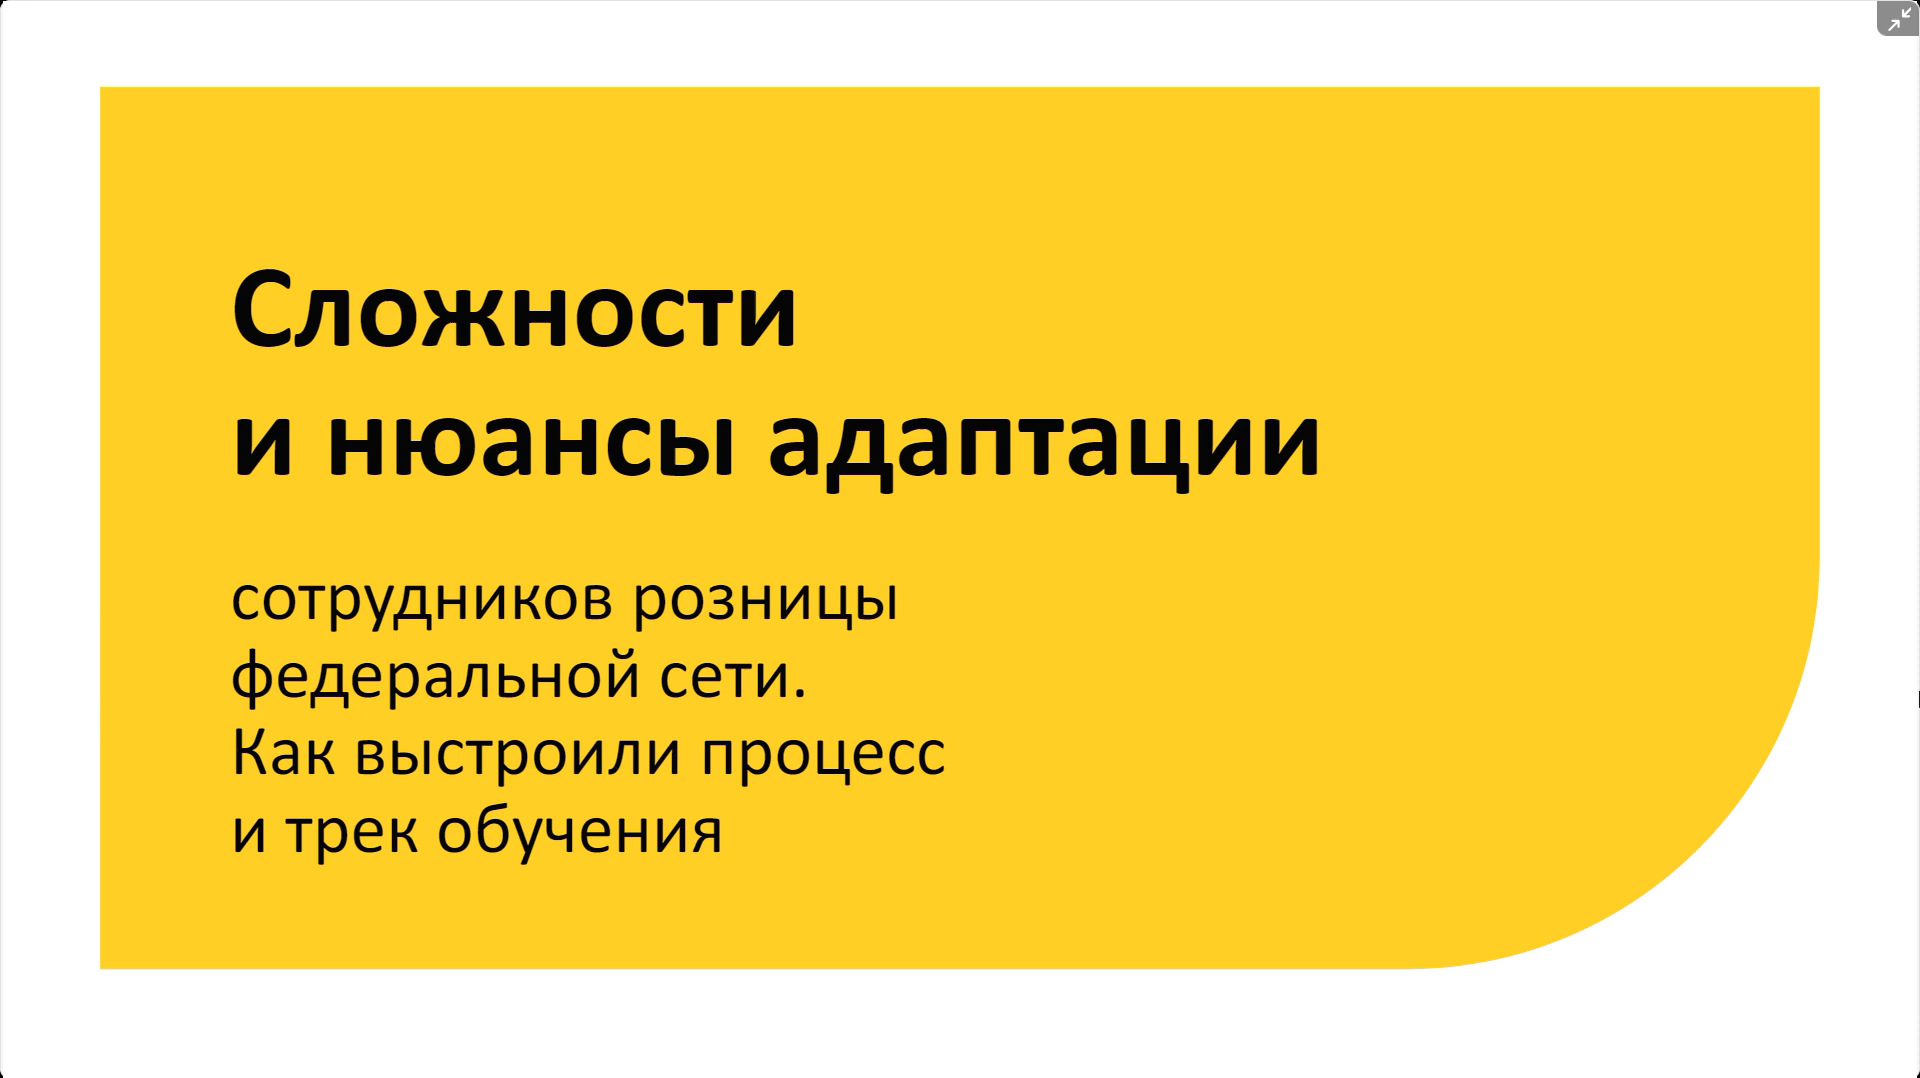 Сложности
и нюансы адаптации
сотрудников розницы
федеральной сети.
Как выстроили процесс
и трек обучения